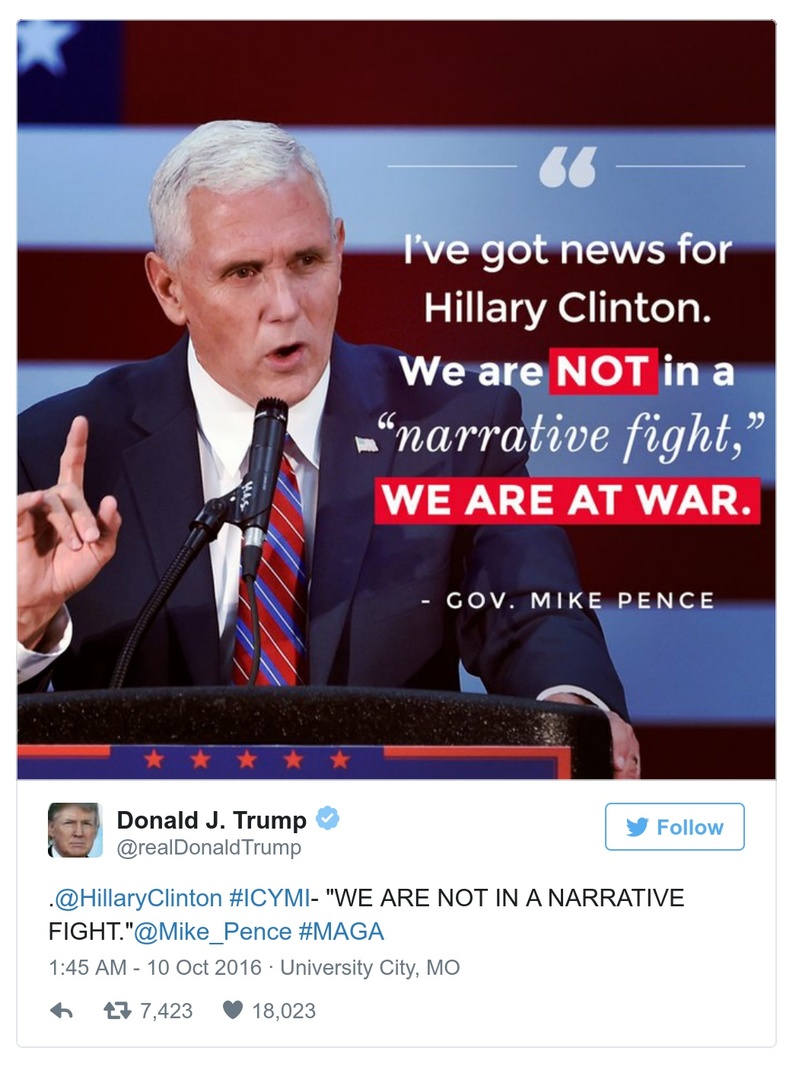 “
I’ve got news for
Hillary Clinton.
We are NOT in a
“narrative fight,”
WE ARE AT WAR.
- GOV. MIKE PENCE
Donald J. Trump
@realDonaldTrump
Follow
.@HillaryClinton #ICYMI- "WE ARE NOT IN A NARRATIVE
FIGHT."@Mike_Pence #MAGA
1:45 AM - 10 Oct 2016 · University City, MO
7,423 18,023